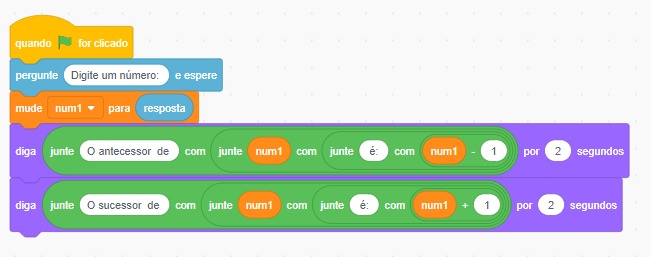 quando for clicado
pergunte Digite um número: e espere
mude num1 para resposta
diga junte O antecessor de com junte num1 com junte é: com num1 - 1 por 2 segundos
diga junte O sucessor de com junte num1 com junte é: com num1 + 1 por 2 segundos